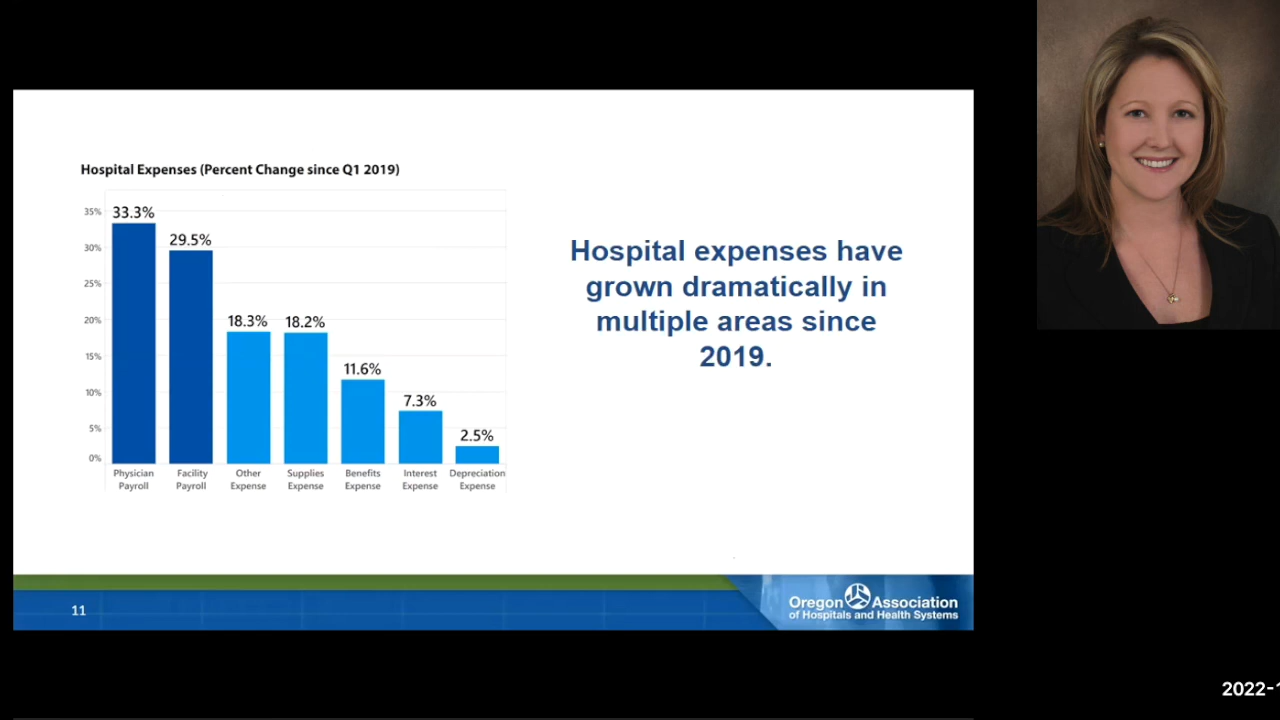 Hospital Expenses (Percent Change since Q1 2019)
35%
30%
25%
20%
15%
10%
5%
0%
33.3%
29.5%
18.3%
18.2%
11.6%
7.3%
2.5%
Physician
Payroll
Facility
Payroll
Other
Expense
Supplies
Expense
Benefits
Expense
Interest
Expense
Depreciation
Expense
Hospital expenses have
grown dramatically in
multiple areas since
2019.
11
Oregon Association
of Hospitals and Health Systems
2022-